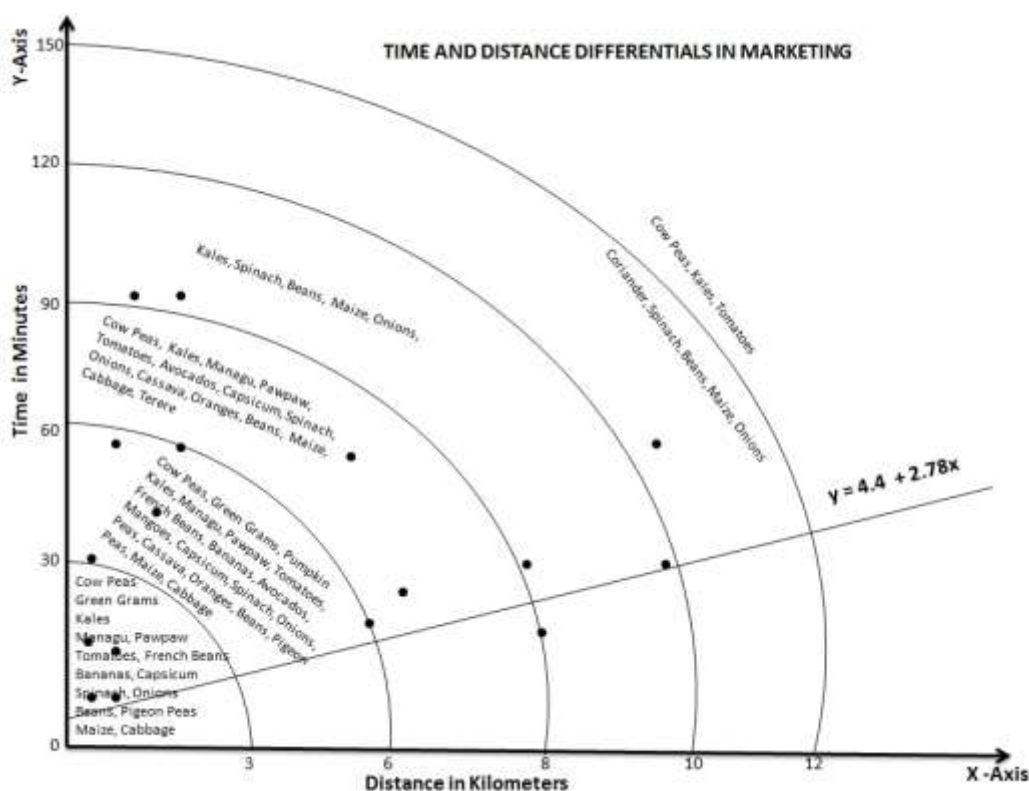 TIME AND DISTANCE DIFFERENTIALS IN MARKETING
Y-Axis
Time in Minutes
150
120
90
60
30
0
Cow Peas, Kales, Tomatoes
Coriander, Spinach, Beans, Maize, Onions
Kales, Spinach, Beans, Maize, Onions,
Cow Peas, Kales, Managu, Pawpaw,
Tomatoes, Avocados, Capsicum, Spinach,
Onions, Cassava, Oranges, Beans, Maize,
Cabbage, Terere
Cow Peas, Green Grams, Pumpkin
Kales, Managu, Pawpaw, Tomatoes,
French Beans, Bananas, Avocados,
Mangoes, Capsicum, Spinach, Onions,
Peas, Cassava, Oranges, Beans, Pigeon
Peas, Maize, Cabbage
y = 4.4 + 2.78x
Cow Peas
Green Grams
Kales
Managu, Pawpaw
Tomatoes, French Beans
Bananas, Capsicum
Spinach, Onions
Beans, Pigeon Peas
Maize, Cabbage
3
6
8
10
12
Distance in Kilometers
X -Axis